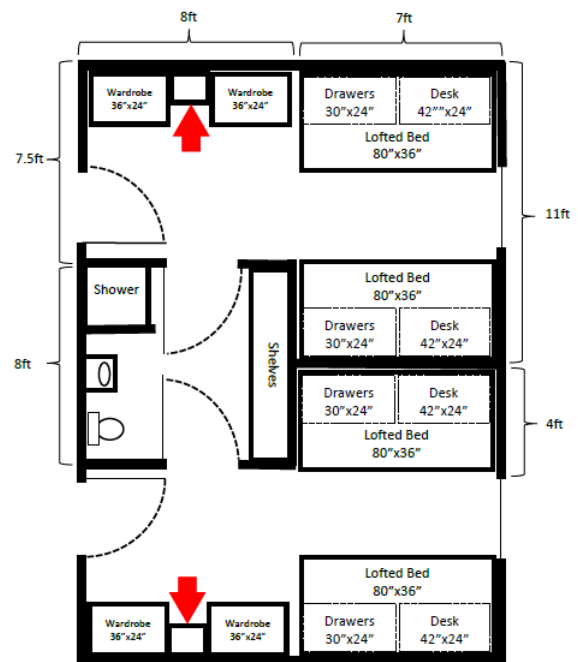 8ft
7ft
Wardrobe
36"x24"
Wardrobe
36"x24"
Drawers
30"x24"
Desk
42""x24"
Lofted Bed
80"x36"
7.5ft
11ft
Shower
Lofted Bed
80"x36"
Drawers
30"x24"
Desk
42"x24"
8ft
Shelves
Drawers
30"x24"
Desk
42"x24"
Lofted Bed
80"x36"
4ft
Lofted Bed
80"x36"
Wardrobe
36"x24"
Wardrobe
36"x24"
Drawers
30"x24"
Desk
42"x24"